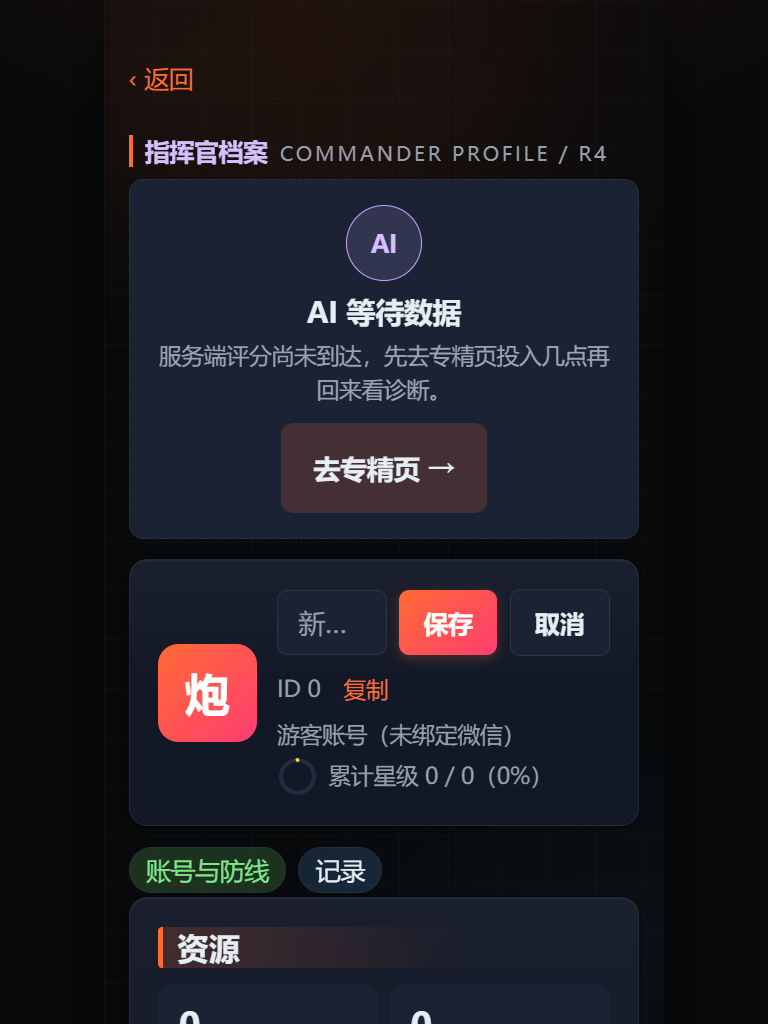 ‹ 返回
指挥官档案 COMMANDER PROFILE / R4
AI
AI 等待数据
服务端评分尚未到达，先去专精页投入几点再
回来看诊断。
去专精页 →
炮
新... 保存 取消
ID 0 复制
游客账号（未绑定微信）
累计星级 0 / 0（0%）
账号与防线 记录
资源
0 0